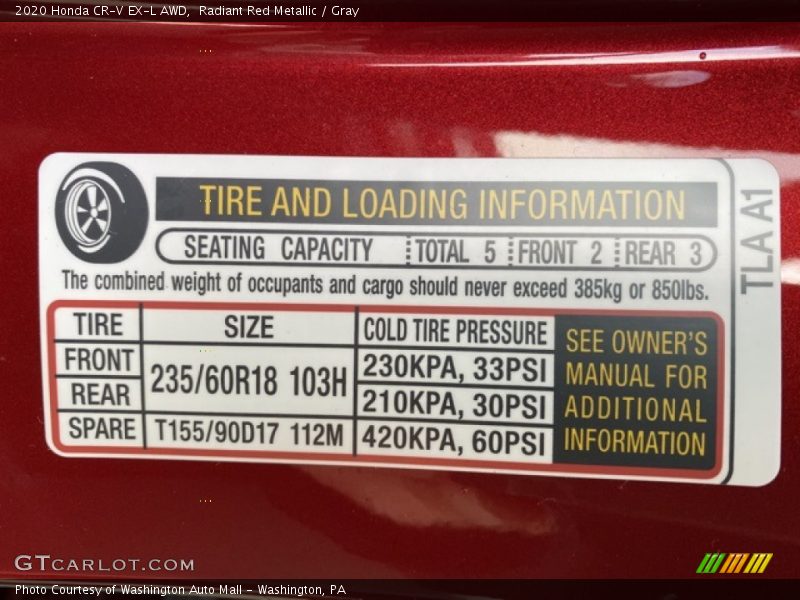 2020 Honda CR-V EX-L AWD, Radiant Red Metallic / Gray
TIRE AND LOADING INFORMATION
SEATING CAPACITY TOTAL 5 FRONT 2 REAR 3
The combined weight of occupants and cargo should never exceed 385kg or 850lbs.
TIRE SIZE COLD TIRE PRESSURE
FRONT 235/60R18 103H 230KPA, 33PSI
REAR 210KPA, 30PSI
SPARE T155/90D17 112M 420KPA, 60PSI
SEE OWNER'S
MANUAL FOR
ADDITIONAL
INFORMATION
TLA A1
GTCARLOT.COM
Photo Courtesy of Washington Auto Mall - Washington, PA